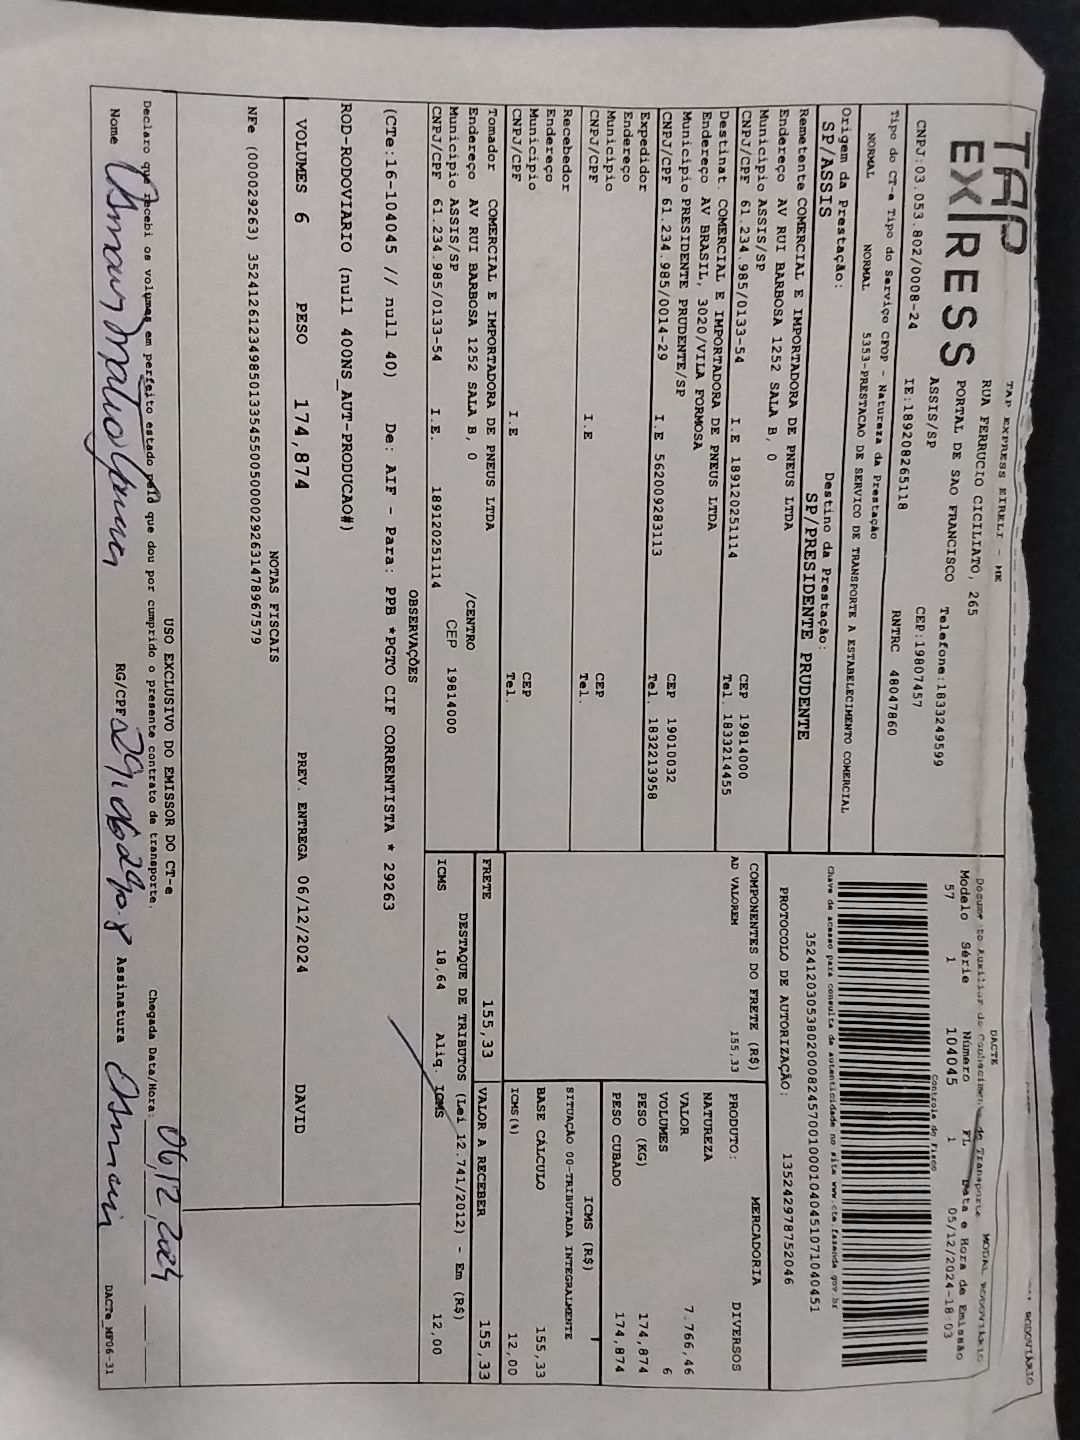 TAP
EXPRESS
TAP EXPRESS EIRELI - ME
RUA FERRUCIO CICILIATO, 265
PORTAL DE SAO FRANCISCO Telefone:1833249599
ASSIS/SP CEP:19807457
CNPJ:03.053.802/0008-24 IE:189208265118 RNTRC 48047860
Tipo do CT-e Tipo do Serviço CFOP - Natureza da Prestação
NORMAL NORMAL 5353-PRESTACAO DE SERVICO DE TRANSPORTE A ESTABELECIMENTO COMERCIAL
Origem da Prestação: Destino da Prestação:
SP/ASSIS SP/PRESIDENTE PRUDENTE
Remetente COMERCIAL E IMPORTADORA DE PNEUS LTDA
Endereço AV RUI BARBOSA 1252 SALA B, 0
Município ASSIS/SP CEP 19814000
CNPJ/CPF 61.234.985/0133-54 I.E 189120251114 Tel. 1833214455
Destinat. COMERCIAL E IMPORTADORA DE PNEUS LTDA
Endereço AV BRASIL, 3020/VILA FORMOSA
Município PRESIDENTE PRUDENTE/SP CEP 19010032
CNPJ/CPF 61.234.985/0014-29 I.E 562009283113 Tel. 1832213958
Expedidor
Endereço
Município CEP
CNPJ/CPF I.E Tel.
Recebedor
Endereço
Município CEP
CNPJ/CPF I.E Tel.
Tomador COMERCIAL E IMPORTADORA DE PNEUS LTDA
Endereço AV RUI BARBOSA 1252 SALA B, 0 /CENTRO
Município ASSIS/SP CEP 19814000
CNPJ/CPF 61.234.985/0133-54 I.E. 189120251114
DACTE
Documento Auxiliar do Conhecimento de Transporte MODAL RODOVIÁRIO
RODOVIÁRIO
Modelo Série Número FL Data e Hora de Emissão
57 1 104045 1 05/12/2024-18:03
Controle do Fisco
Chave de acesso para consulta de autenticidade no site www.cte.fazenda.gov.br
35241203053802000824570010001040451071040451
PROTOCOLO DE AUTORIZAÇÃO: 135242978752046
COMPONENTES DO FRETE (R$)
AD VALOREM 155,33
MERCADORIA
PRODUTO: DIVERSOS
NATUREZA
VALOR 7.766,46
VOLUMES 6
PESO (KG) 174,874
PESO CUBADO 174,874
ICMS (R$)
SITUAÇÃO 00-TRIBUTADA INTEGRALMENTE
BASE CÁLCULO 155,33
ICMS(%) 12,00
FRETE 155,33 VALOR A RECEBER 155,33
DESTAQUE DE TRIBUTOS (Lei 12.741/2012) - Em (R$)
ICMS 18,64 Aliq. ICMS 12,00
OBSERVAÇÕES
(CTe:16-104045 // null 40) De: AIF - Para: PPB *PGTO CIF CORRENTISTA * 29263
ROD-RODOVIARIO (null 400NS_AUT-PRODUCAO#)
VOLUMES 6 PESO 174,874 PREV. ENTREGA 06/12/2024 DAVID
NOTAS FISCAIS
NFe (000029263) 35241261234985013354550050000292631478967579
USO EXCLUSIVO DO EMISSOR DO CT-e
Declaro que recebi os volumes em perfeito estado pelo que dou por cumprido o presente contrato de transporte. Chegada Data/Hora: 06/12/2024 :
Nome RG/CPF 291062908 Assinatura Osmair DACTe_MF06-31